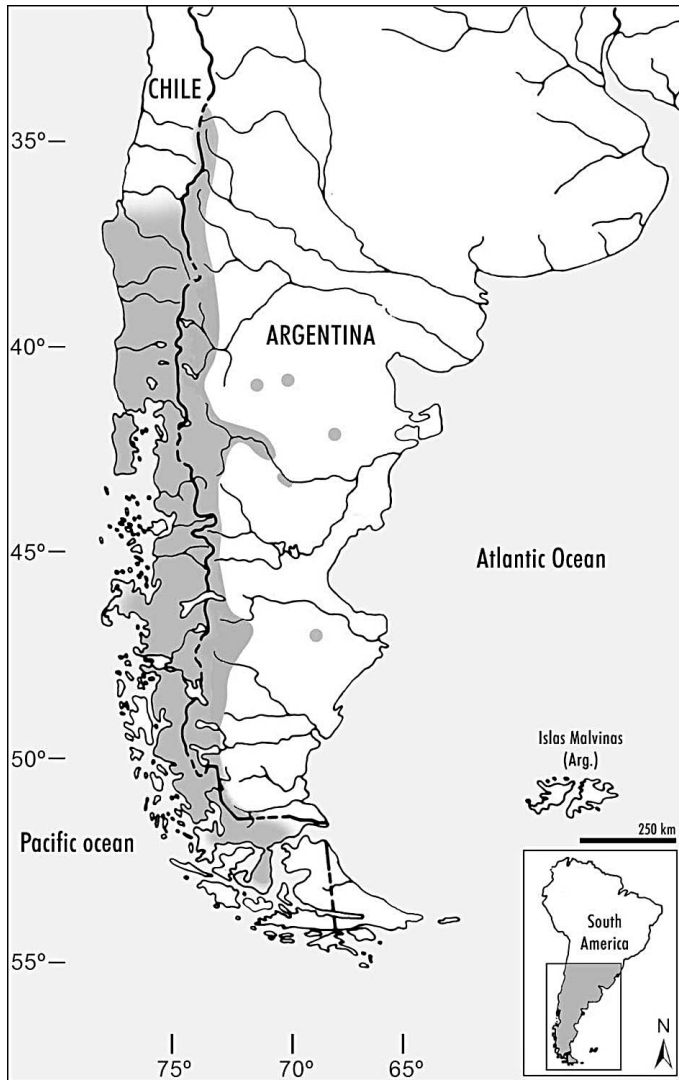 CHILE
35º
ARGENTINA
40º
45º
Atlantic Ocean
50º
Islas Malvinas
(Arg.)
250 km
Pacific ocean
South
America
55º
N
75º
70º
65º